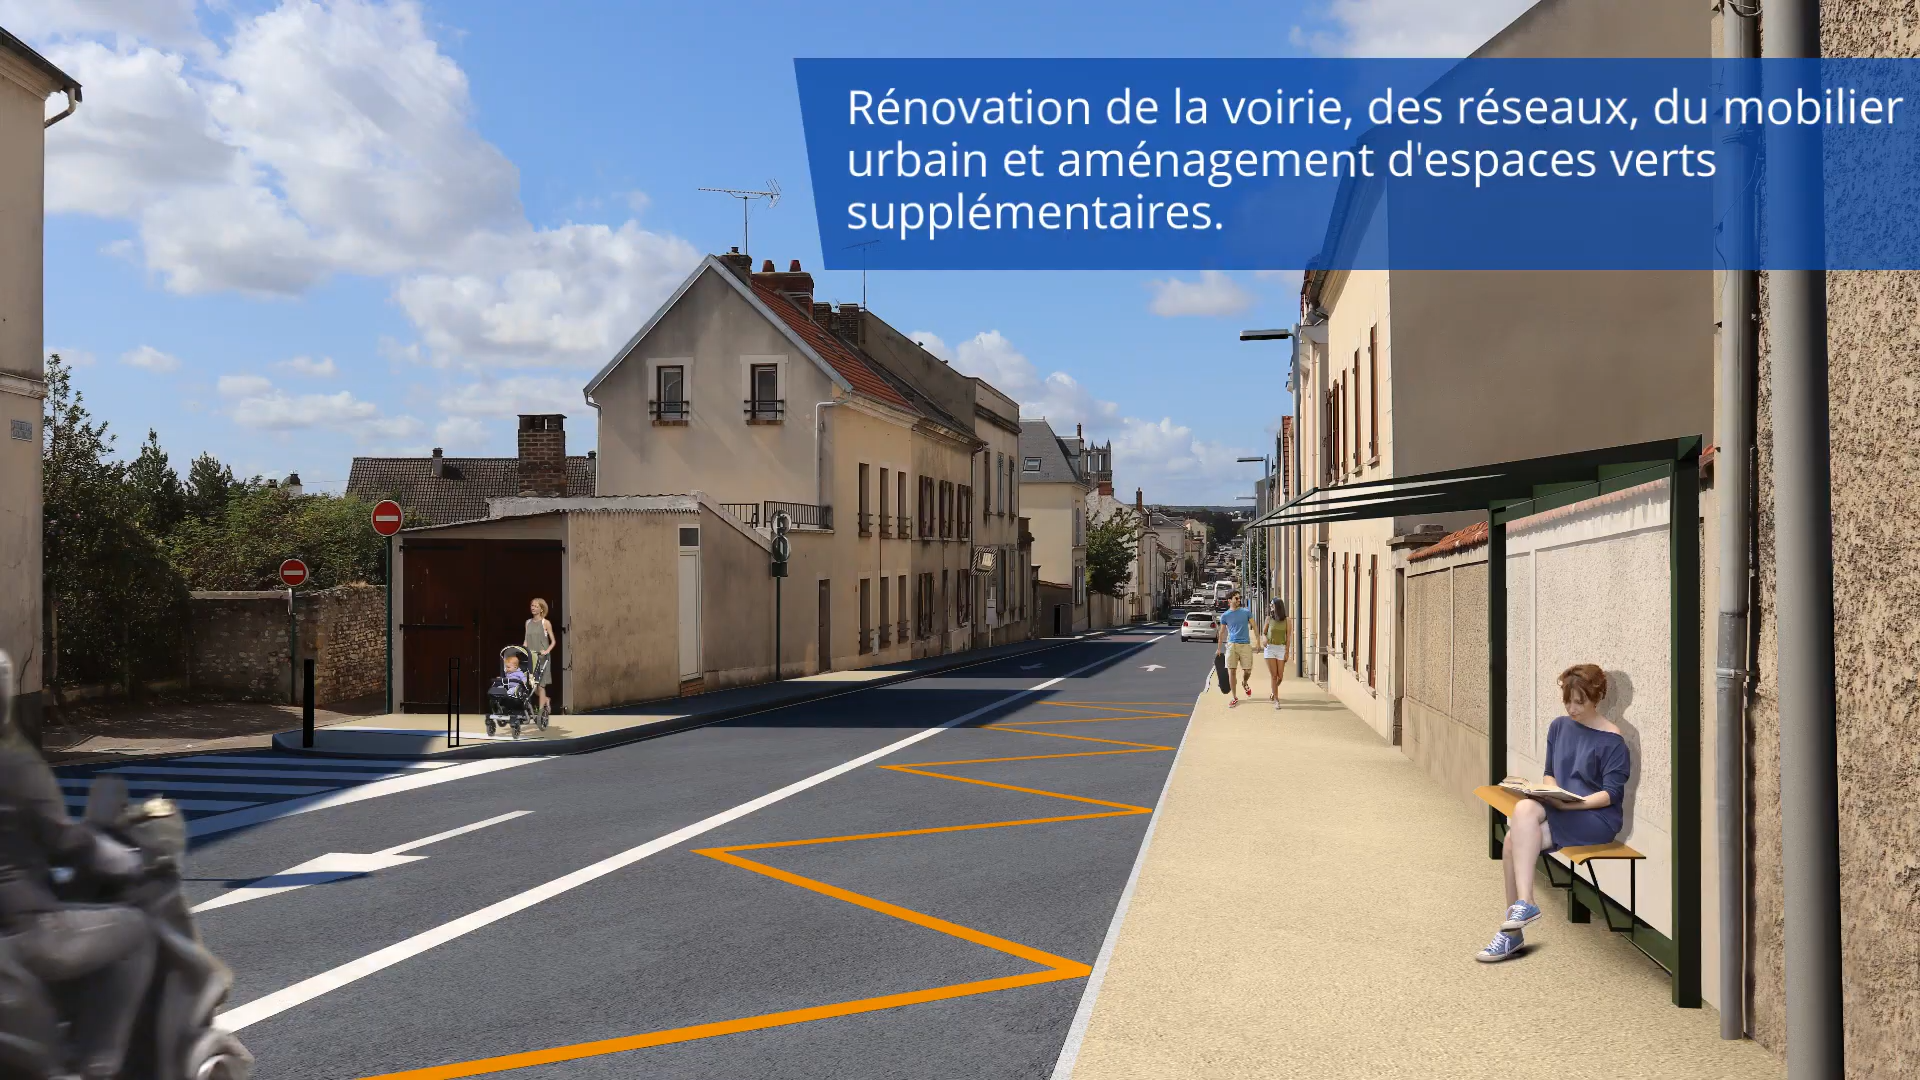 Rénovation de la voirie, des réseaux, du mobilier
urbain et aménagement d'espaces verts
supplémentaires.